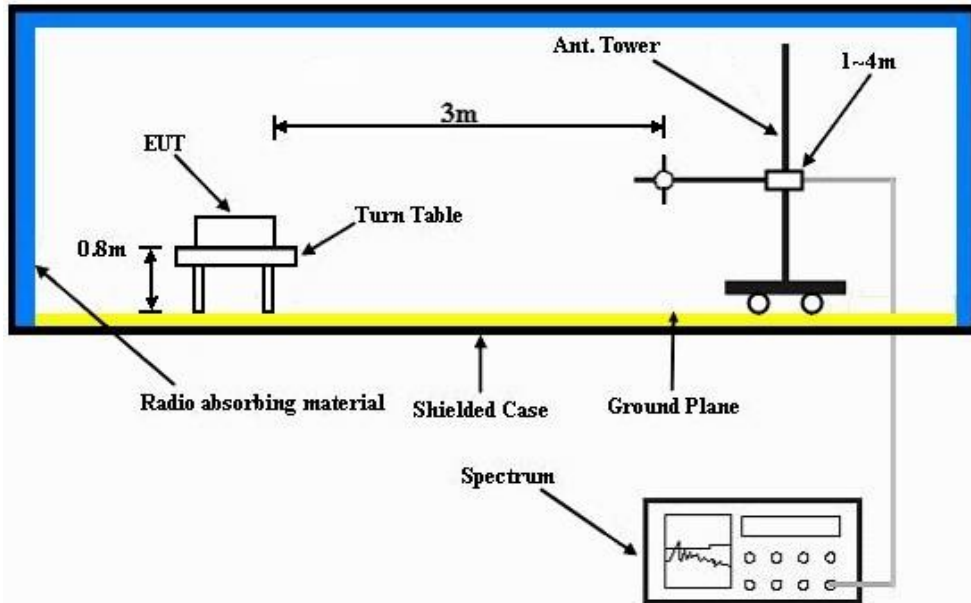 Ant. Tower
1~4m
3m
EUT
Turn Table
0.8m
Radio absorbing material
Shielded Case
Ground Plane
Spectrum